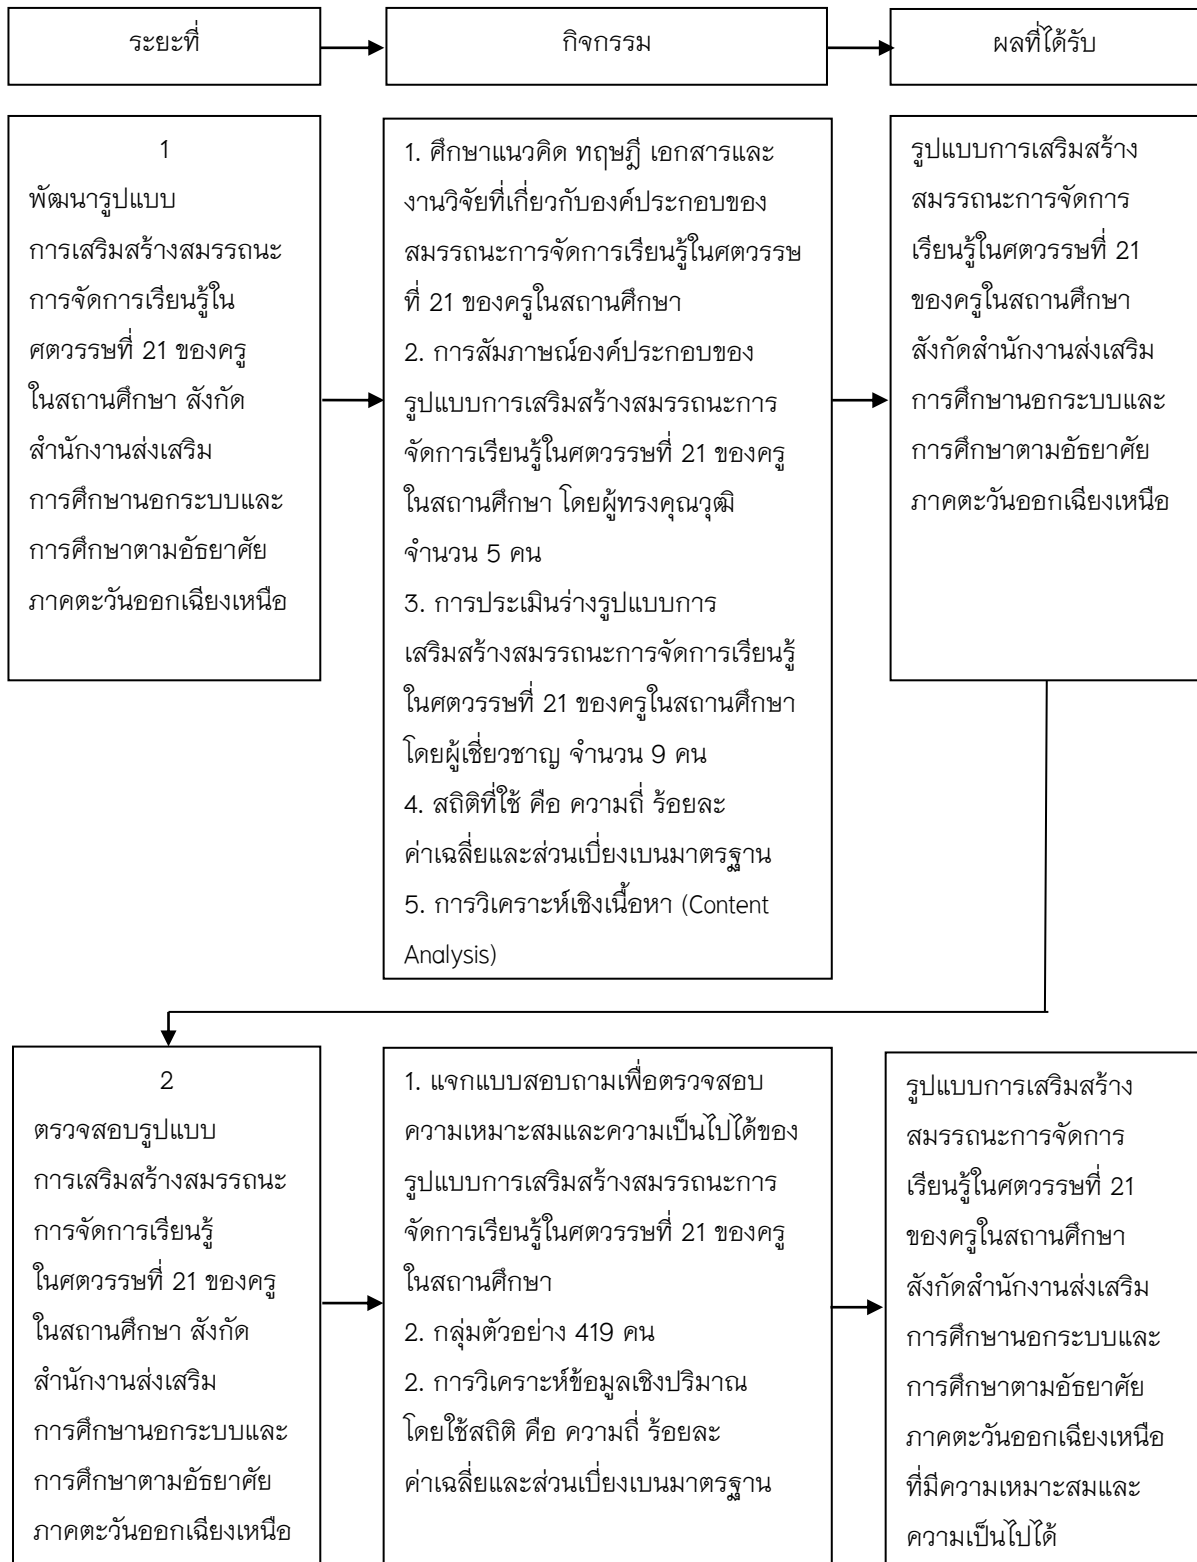 ระยะที่
กิจกรรม
ผลที่ได้รับ
1
พัฒนารูปแบบ
การเสริมสร้างสมรรถนะ
การจัดการเรียนรู้ใน
ศตวรรษที่ 21 ของครู
ในสถานศึกษา สังกัด
สำนักงานส่งเสริม
การศึกษานอกระบบและ
การศึกษาตามอัธยาศัย
ภาคตะวันออกเฉียงเหนือ
1. ศึกษาแนวคิด ทฤษฎี เอกสารและ
งานวิจัยที่เกี่ยวกับองค์ประกอบของ
สมรรถนะการจัดการเรียนรู้ในศตวรรษ
ที่ 21 ของครูในสถานศึกษา
2. การสัมภาษณ์องค์ประกอบของ
รูปแบบการเสริมสร้างสมรรถนะการ
จัดการเรียนรู้ในศตวรรษที่ 21 ของครู
ในสถานศึกษา โดยผู้ทรงคุณวุฒิ
จำนวน 5 คน
3. การประเมินร่างรูปแบบการ
เสริมสร้างสมรรถนะการจัดการเรียนรู้
ในศตวรรษที่ 21 ของครูในสถานศึกษา
โดยผู้เชี่ยวชาญ จำนวน 9 คน
4. สถิติที่ใช้ คือ ความถี่ ร้อยละ
ค่าเฉลี่ยและส่วนเบี่ยงเบนมาตรฐาน
5. การวิเคราะห์เชิงเนื้อหา (Content
Analysis)
รูปแบบการเสริมสร้าง
สมรรถนะการจัดการ
เรียนรู้ในศตวรรษที่ 21
ของครูในสถานศึกษา
สังกัดสำนักงานส่งเสริม
การศึกษานอกระบบและ
การศึกษาตามอัธยาศัย
ภาคตะวันออกเฉียงเหนือ
2
ตรวจสอบรูปแบบ
การเสริมสร้างสมรรถนะ
การจัดการเรียนรู้
ในศตวรรษที่ 21 ของครู
ในสถานศึกษา สังกัด
สำนักงานส่งเสริม
การศึกษานอกระบบและ
การศึกษาตามอัธยาศัย
ภาคตะวันออกเฉียงเหนือ
1. แจกแบบสอบถามเพื่อตรวจสอบ
ความเหมาะสมและความเป็นไปได้ของ
รูปแบบการเสริมสร้างสมรรถนะการ
จัดการเรียนรู้ในศตวรรษที่ 21 ของครู
ในสถานศึกษา
2. กลุ่มตัวอย่าง 419 คน
2. การวิเคราะห์ข้อมูลเชิงปริมาณ
โดยใช้สถิติ คือ ความถี่ ร้อยละ
ค่าเฉลี่ยและส่วนเบี่ยงเบนมาตรฐาน
รูปแบบการเสริมสร้าง
สมรรถนะการจัดการ
เรียนรู้ในศตวรรษที่ 21
ของครูในสถานศึกษา
สังกัดสำนักงานส่งเสริม
การศึกษานอกระบบและ
การศึกษาตามอัธยาศัย
ภาคตะวันออกเฉียงเหนือ
ที่มีความเหมาะสมและ
ความเป็นไปได้